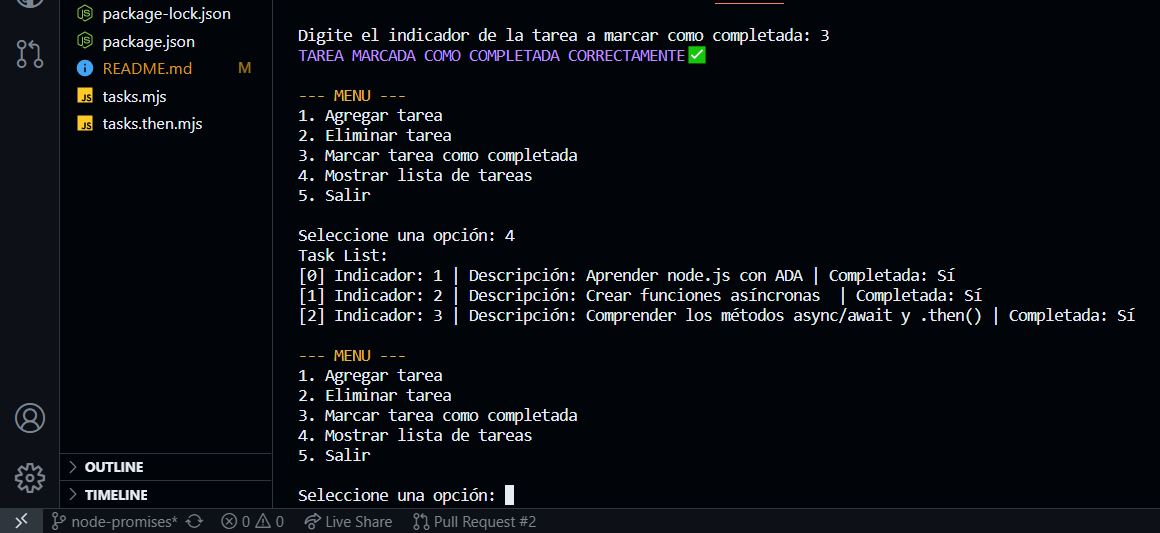 package-lock.json
package.json
README.md M
tasks.mjs
tasks.then.mjs
OUTLINE
TIMELINE
Digite el indicador de la tarea a marcar como completada: 3
TAREA MARCADA COMO COMPLETADA CORRECTAMENTE✅
--- MENU ---
1. Agregar tarea
2. Eliminar tarea
3. Marcar tarea como completada
4. Mostrar lista de tareas
5. Salir
Seleccione una opción: 4
Task List:
[0] Indicador: 1 | Descripción: Aprender node.js con ADA | Completada: Sí
[1] Indicador: 2 | Descripción: Crear funciones asíncronas  | Completada: Sí
[2] Indicador: 3 | Descripción: Comprender los métodos async/await y .then() | Completada: Sí
--- MENU ---
1. Agregar tarea
2. Eliminar tarea
3. Marcar tarea como completada
4. Mostrar lista de tareas
5. Salir
Seleccione una opción:
node-promises* 0 0 Live Share Pull Request #2